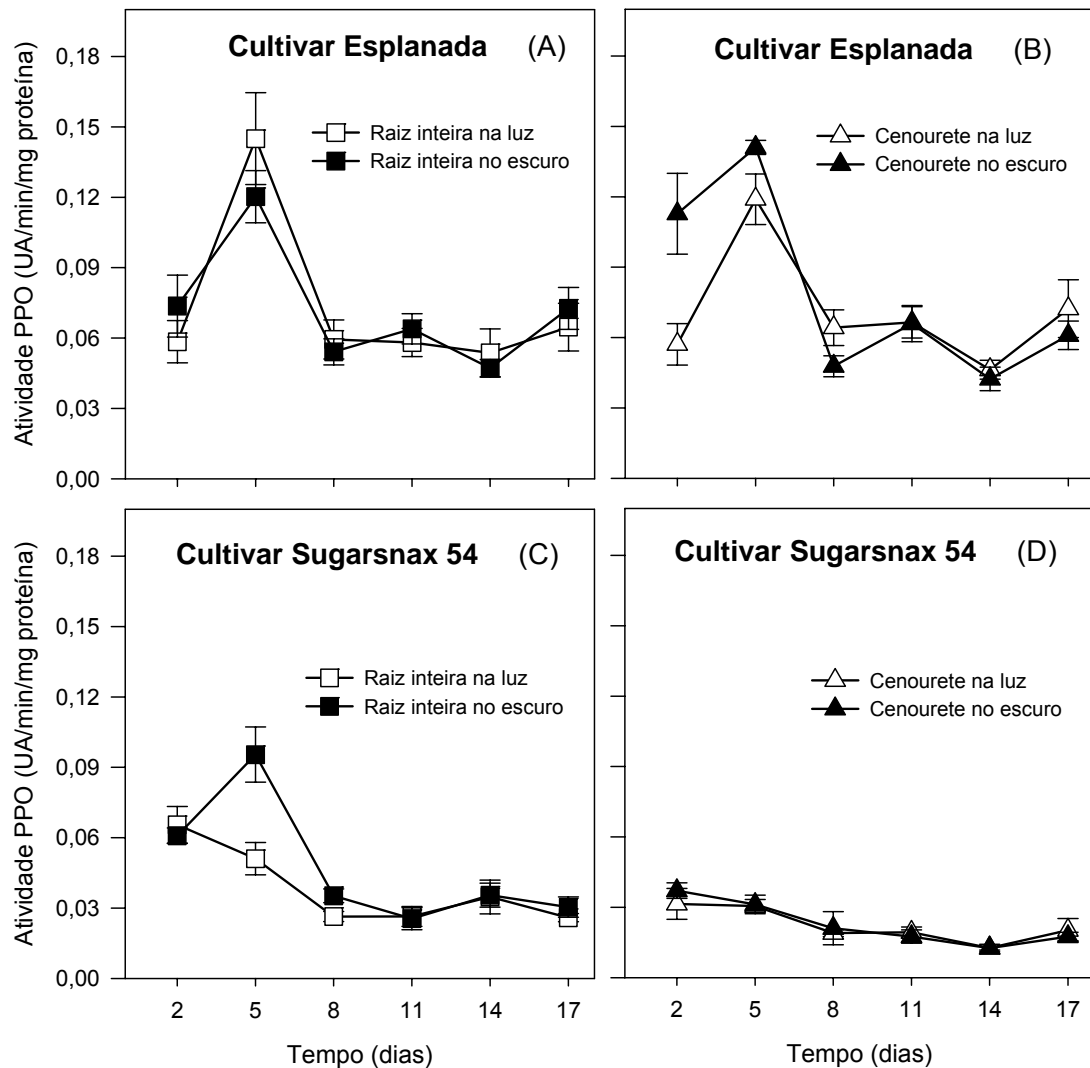 Cultivar Esplanada (A)
Raiz inteira na luz
Raiz inteira no escuro
Atividade PPO (UA/min/mg proteína)
0,18
0,15
0,12
0,09
0,06
0,03
0,00
Cultivar Esplanada (B)
Cenourete na luz
Cenourete no escuro
Cultivar Sugarsnax 54 (C)
Raiz inteira na luz
Raiz inteira no escuro
Atividade PPO (UA/min/mg proteína)
0,18
0,15
0,12
0,09
0,06
0,03
0,00
2 5 8 11 14 17
Tempo (dias)
Cultivar Sugarsnax 54 (D)
Cenourete na luz
Cenourete no escuro
2 5 8 11 14 17
Tempo (dias)